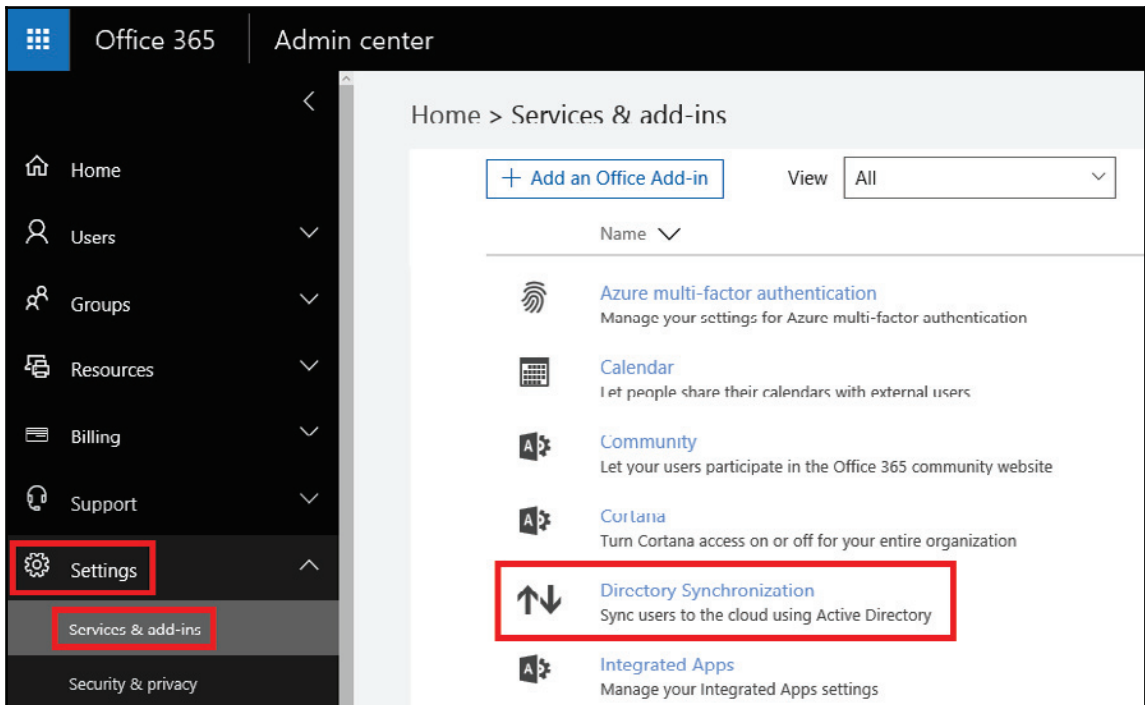 Office 365 Admin center
Home
Users
Groups
Resources
Billing
Support
Settings
Services & add-ins
Security & privacy
Home > Services & add-ins
+ Add an Office Add-in View All
Name
Azure multi-factor authentication
Manage your settings for Azure multi-factor authentication
Calendar
Let people share their calendars with external users
Community
Let your users participate in the Office 365 community website
Cortana
Turn Cortana access on or off for your entire organization
Directory Synchronization
Sync users to the cloud using Active Directory
Integrated Apps
Manage your Integrated Apps settings